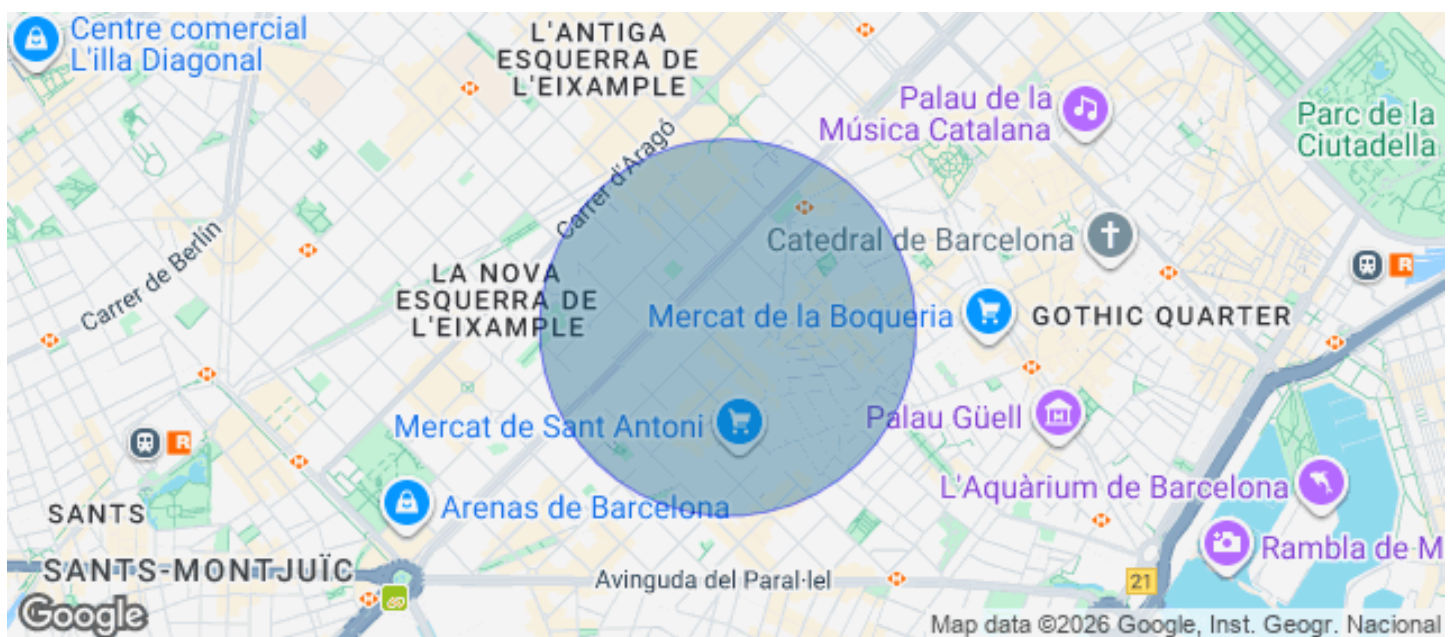 Centre comercial
L'illa Diagonal
L'ANTIGA
ESQUERRA DE
L'EIXAMPLE
Palau de la
Música Catalana
Parc de la
Ciutadella
Carrer d'Aragó
Catedral de Barcelona
Carrer de Berlín
LA NOVA
ESQUERRA DE
L'EIXAMPLE
R
Mercat de la Boqueria
GOTHIC QUARTER
Mercat de Sant Antoni
Palau Güell
R
L'Aquàrium de Barcelona
Arenas de Barcelona
SANTS
Rambla de M
SANTS-MONTJUÏC
Avinguda del Paral·lel
21
Google
Map data ©2026 Google, Inst. Geogr. Nacional